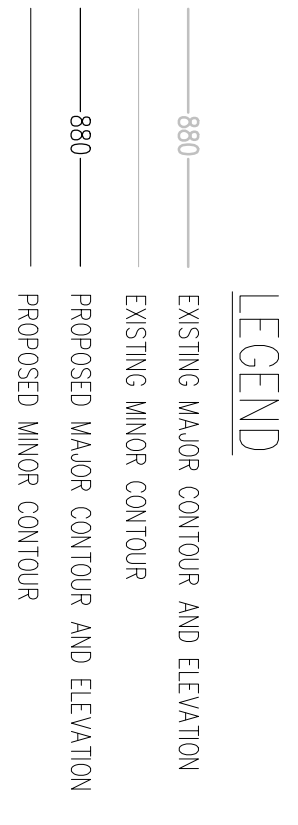 LEGEND
880 EXISTING MAJOR CONTOUR AND ELEVATION
EXISTING MINOR CONTOUR
880 PROPOSED MAJOR CONTOUR AND ELEVATION
PROPOSED MINOR CONTOUR